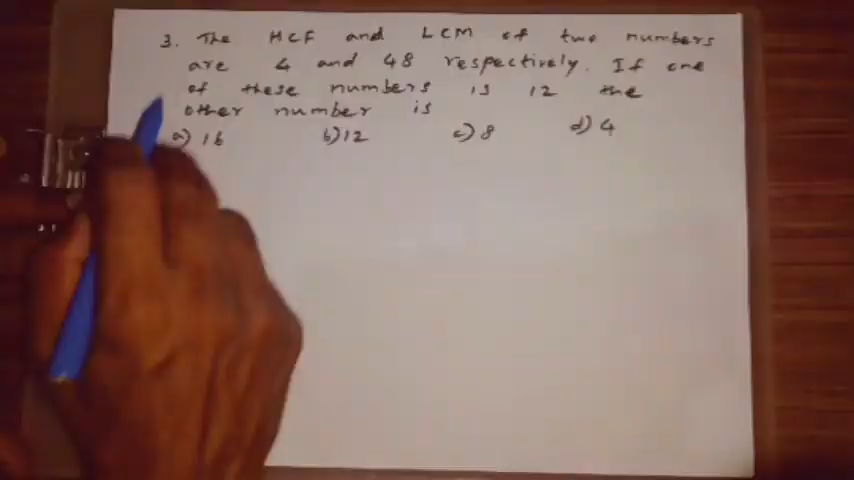 3. The HCF and LCM of two numbers
are 4 and 48 respectively. If one
of these numbers is 12 the
other number is
a) 16 b) 12 c) 8 d) 4